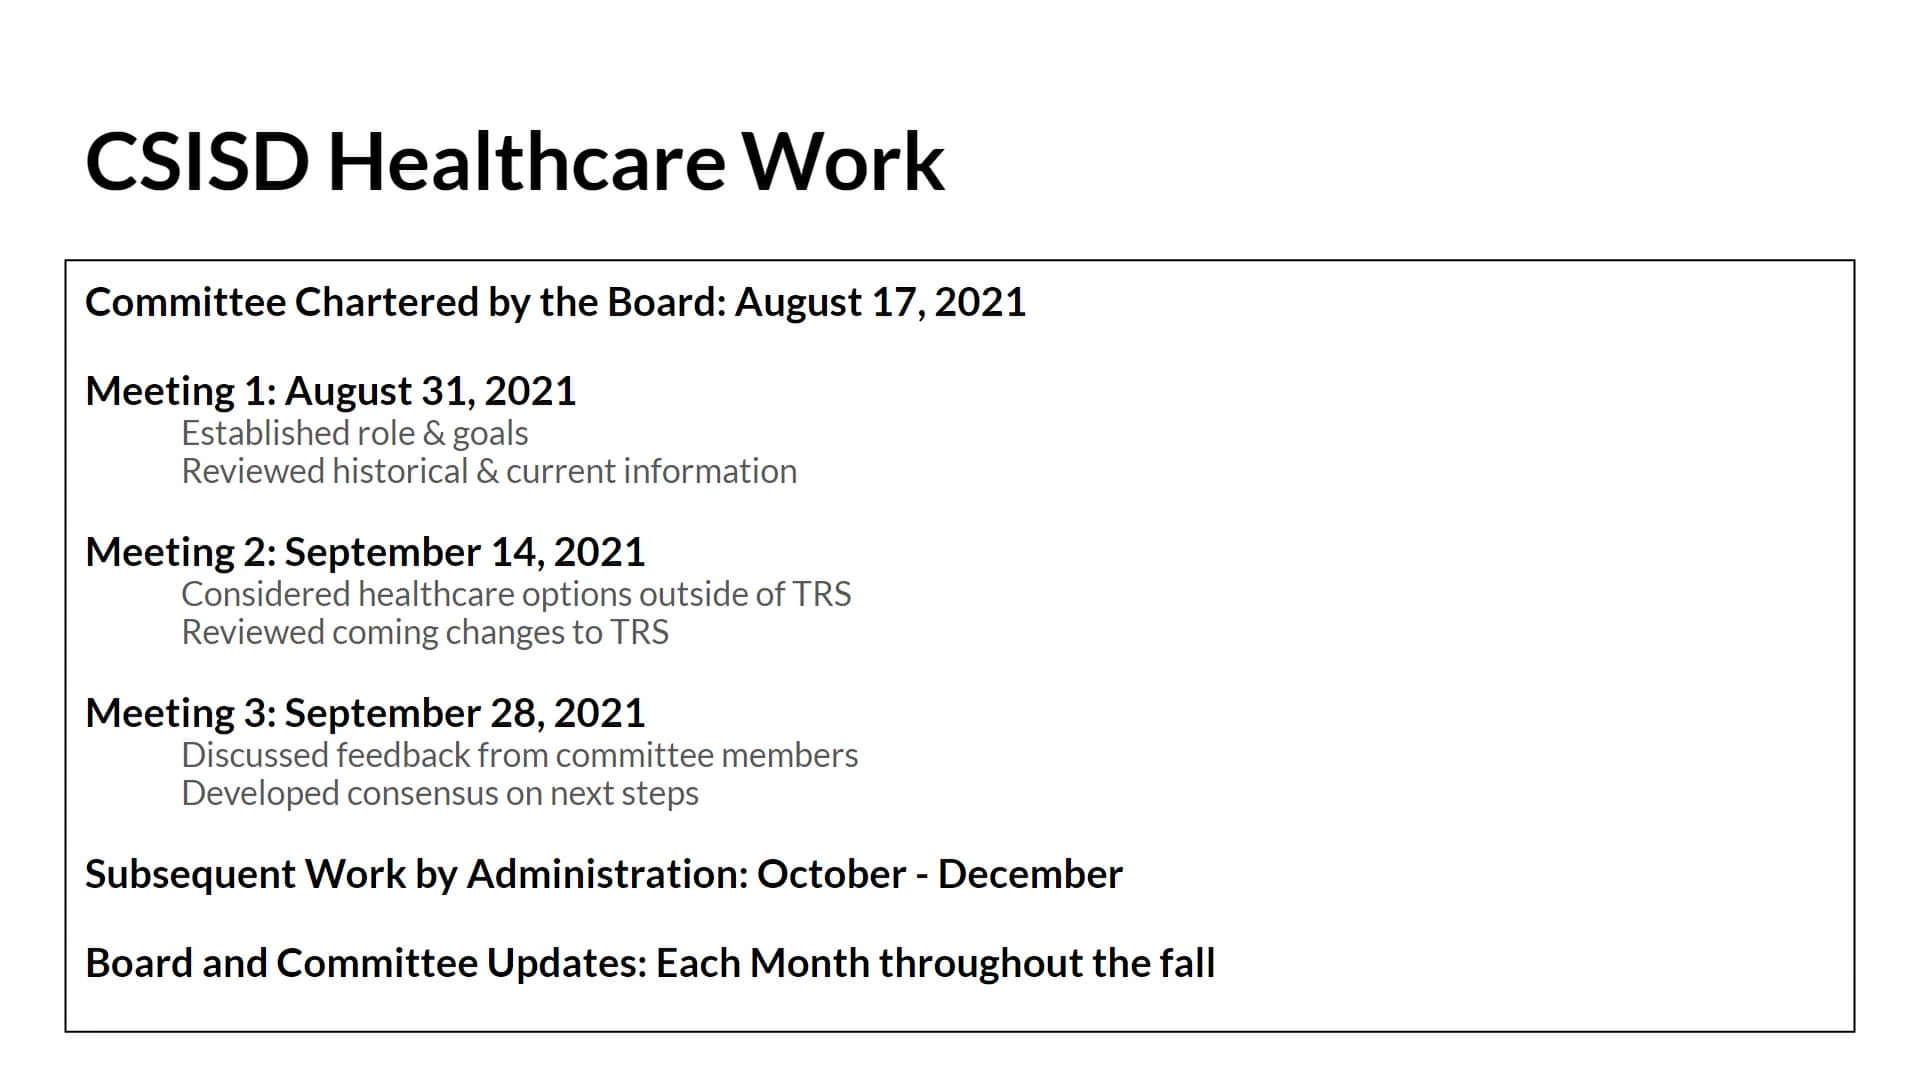 CSISD Healthcare Work
Committee Chartered by the Board: August 17, 2021
Meeting 1: August 31, 2021
Established role & goals
Reviewed historical & current information
Meeting 2: September 14, 2021
Considered healthcare options outside of TRS
Reviewed coming changes to TRS
Meeting 3: September 28, 2021
Discussed feedback from committee members
Developed consensus on next steps
Subsequent Work by Administration: October - December
Board and Committee Updates: Each Month throughout the fall